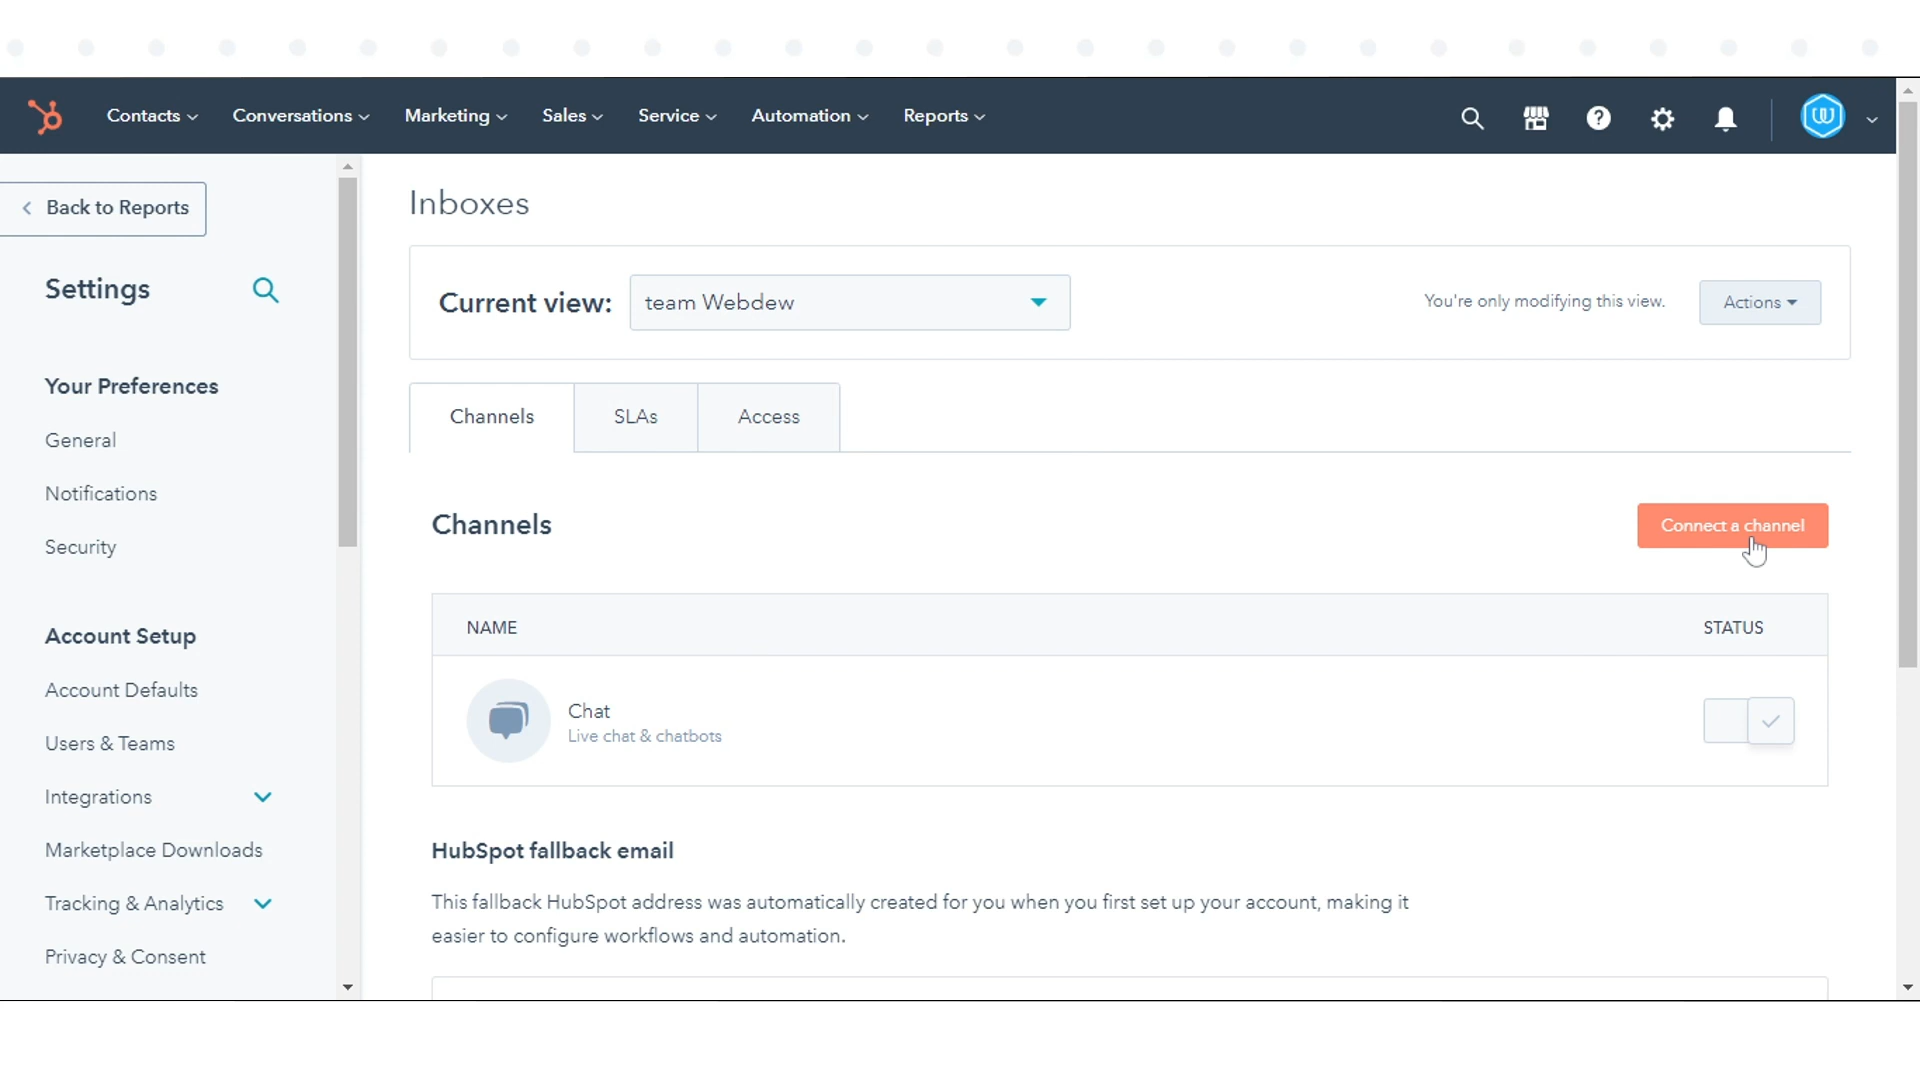 Contacts
Conversations
Marketing
Sales
Service
Automation
Reports
Back to Reports
Settings
Your Preferences
General
Notifications
Security
Account Setup
Account Defaults
Users & Teams
Integrations
Marketplace Downloads
Tracking & Analytics
Privacy & Consent
Inboxes
Current view: team Webdew
You're only modifying this view.
Actions
Channels
SLAs
Access
Channels
Connect a channel
NAME
STATUS
Chat
Live chat & chatbots
HubSpot fallback email
This fallback HubSpot address was automatically created for you when you first set up your account, making it
easier to configure workflows and automation.